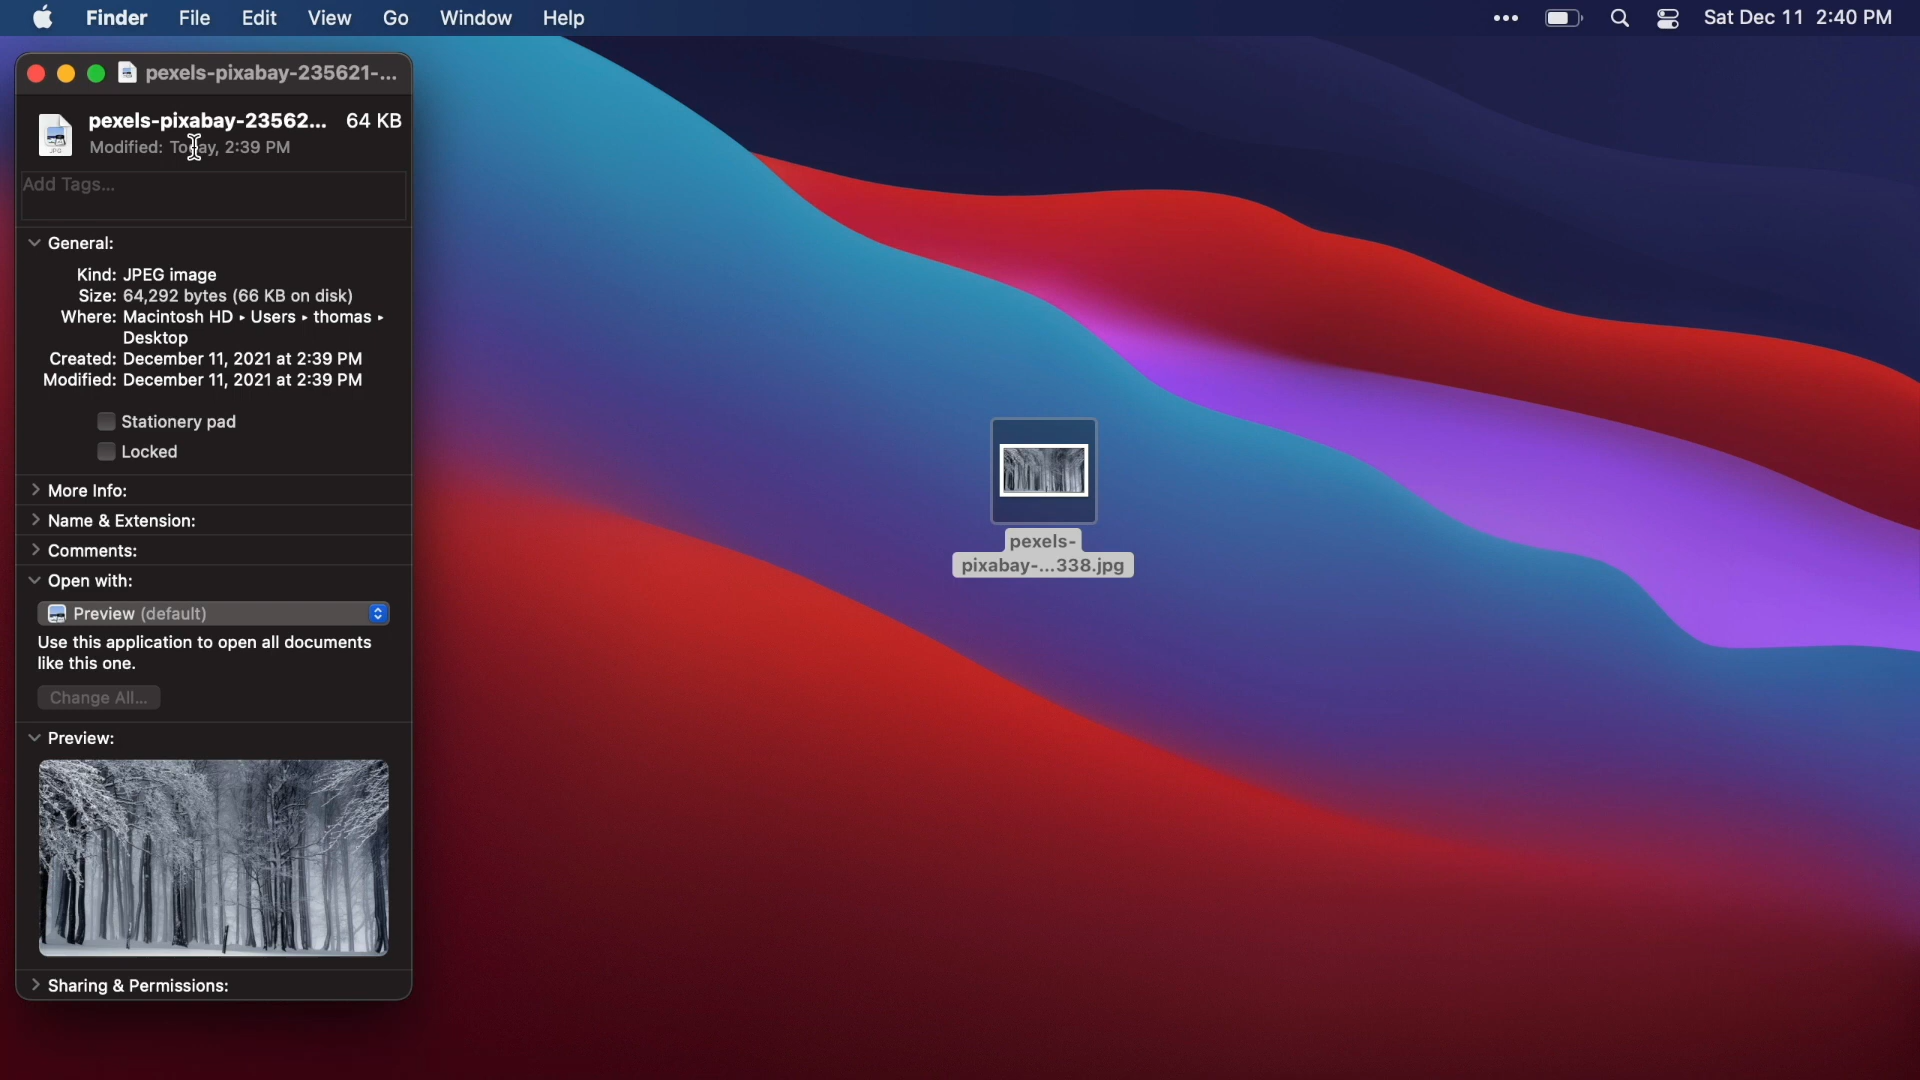 Finder File Edit View Go Window Help Sat Dec 11 2:40 PM
pexels-pixabay-235621-...
pexels-pixabay-23562... 64 KB
Modified: Today, 2:39 PM
Add Tags...
General:
Kind: JPEG image
Size: 64,292 bytes (66 KB on disk)
Where: Macintosh HD ▸ Users ▸ thomas ▸
Desktop
Created: December 11, 2021 at 2:39 PM
Modified: December 11, 2021 at 2:39 PM
Stationery pad
Locked
More Info:
Name & Extension:
Comments:
Open with:
Preview (default)
Use this application to open all documents
like this one.
Change All...
Preview:
Sharing & Permissions:
pexels-
pixabay-...338.jpg